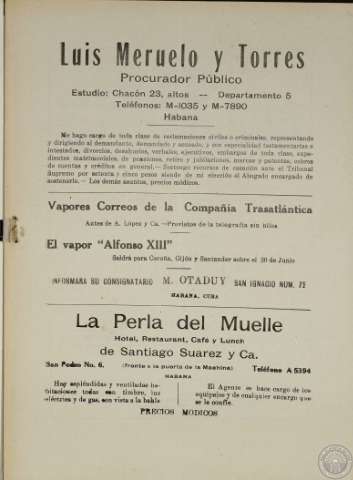 Luis Meruelo y Torres
Procurador Público
Estudio: Chacón 23, altos — Departamento 5
Teléfonos: M-1035 y M-7890
Habana
Me hago cargo de toda clase de reclamaciones civiles o criminales, representando
y dirigiendo al demandante, demandado y acusado, y con especialidad testamentarías e
intestados, divorcios, desahucios, verbales, ejecutivos, embargos de toda clase, expe-
dientes matrimoniales, de pensiones, retiro y jubilaciones, marcas y patentes, cobros
de cuentas y créditos en general.—Sostengo recursos de casación ante el Tribunal
Supremo por setenta y cinco pesos siendo de mi elección el Abogado encargado de
sostenerlo. — Los demás asuntos, precios módicos.
Vapores Correos de la Compañía Trasatlántica
Antes de A. López y Ca. —Provistos de la telegrafía sin hilos
El vapor "Alfonso XIII"
Saldrá para Coruña, Gijón y Santander sobre el 20 de Junio
INFORMARA SU CONSIGNATARIO M. OTADUY SAN IGNACIO NUM. 72
HABANA, CUBA
La Perla del Muelle
Hotel, Restaurant, Café y Lunch
de Santiago Suarez y Ca.
San Pedro No. 6. (frente a la puerta de la Machina) Teléfono A 5394
HABANA
Hay espléndidas y ventiladas ha-
bitaciones todas con timbre, luz
eléctrica y de gas, con vista a la bahía
El Agente se hace cargo de los
equipajes y de cualquier encargo que
se le confíe.
PRECIOS MODICOS